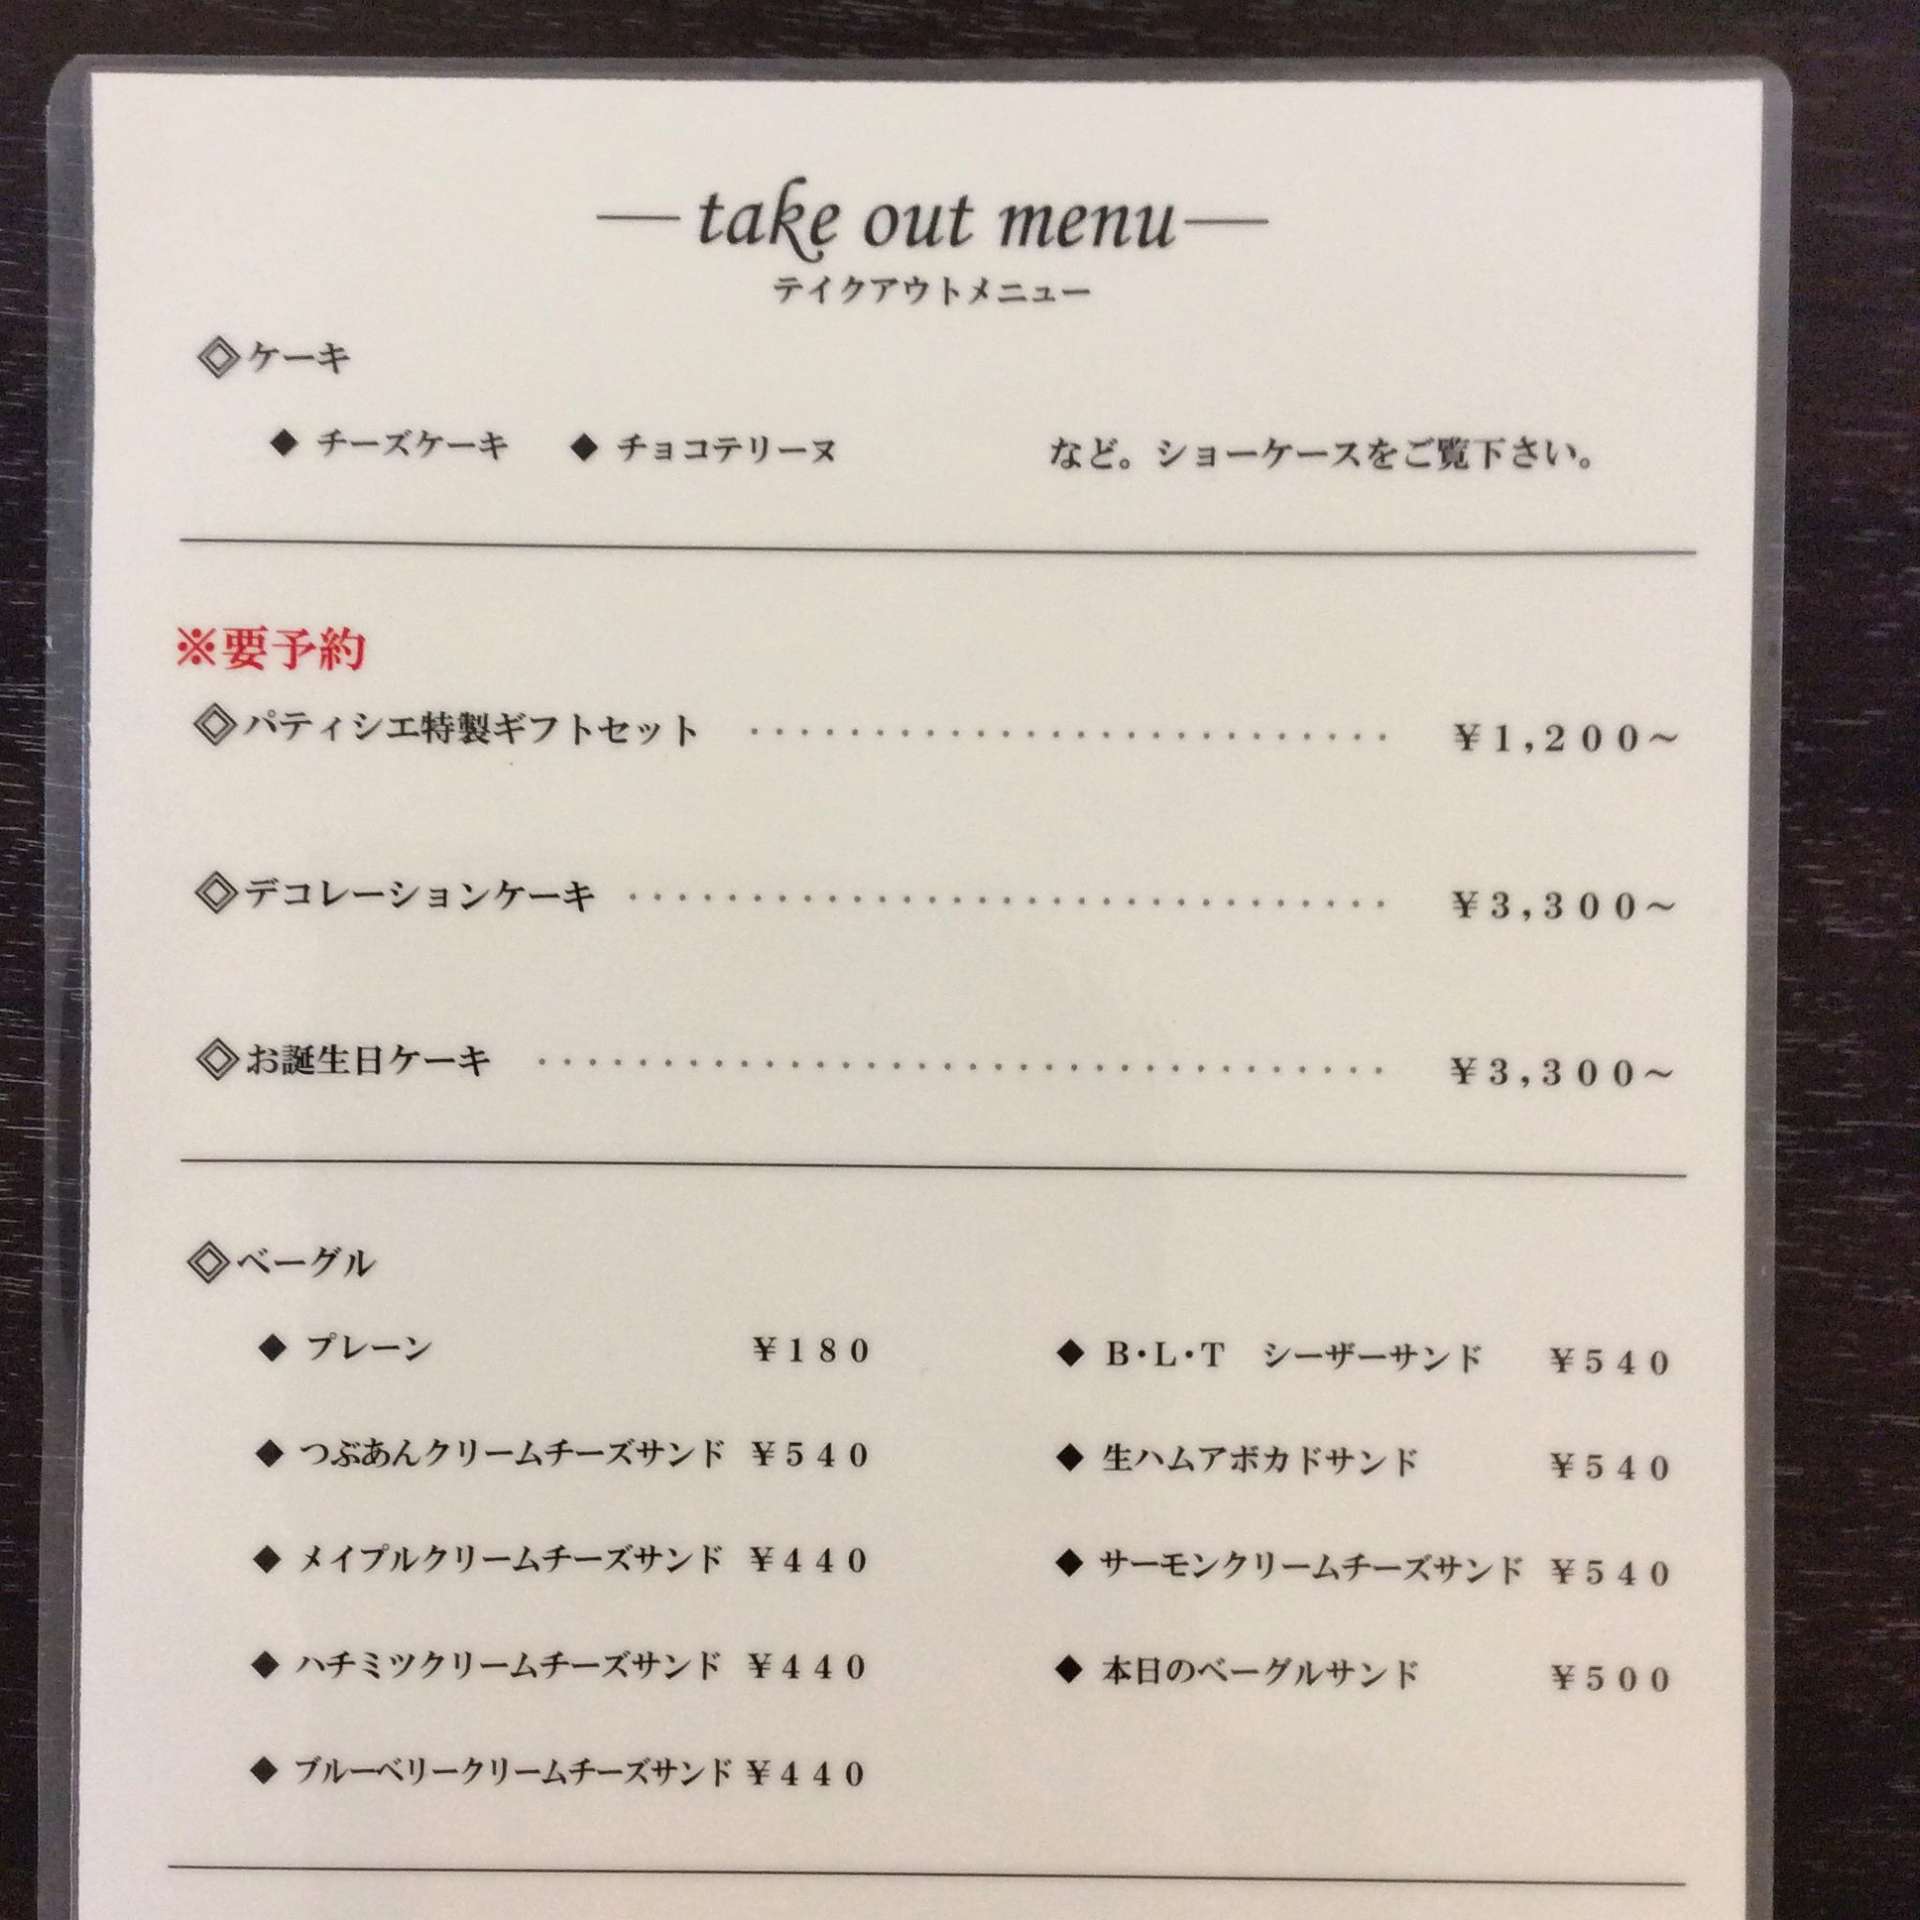 —take out menu—
テイクアウトメニュー
◎ケーキ
◆ チーズケーキ ◆ チョコテリーヌ など。ショーケースをご覧下さい。
※要予約
◎パティシエ特製ギフトセット ・・・・・・・・・・・・・・・・・・・・・・・・・・ ￥1,200～
◎デコレーションケーキ ・・・・・・・・・・・・・・・・・・・・・・・・・・・・・・・ ￥3,300～
◎お誕生日ケーキ ・・・・・・・・・・・・・・・・・・・・・・・・・・・・・・・・・・・ ￥3,300～
◎ベーグル
◆ プレーン ￥180
◆ つぶあんクリームチーズサンド ￥540
◆ メイプルクリームチーズサンド ￥440
◆ ハチミツクリームチーズサンド ￥440
◆ ブルーベリークリームチーズサンド ￥440
◆ B・L・T シーザーサンド ￥540
◆ 生ハムアボカドサンド ￥540
◆ サーモンクリームチーズサンド ￥540
◆ 本日のベーグルサンド ￥500